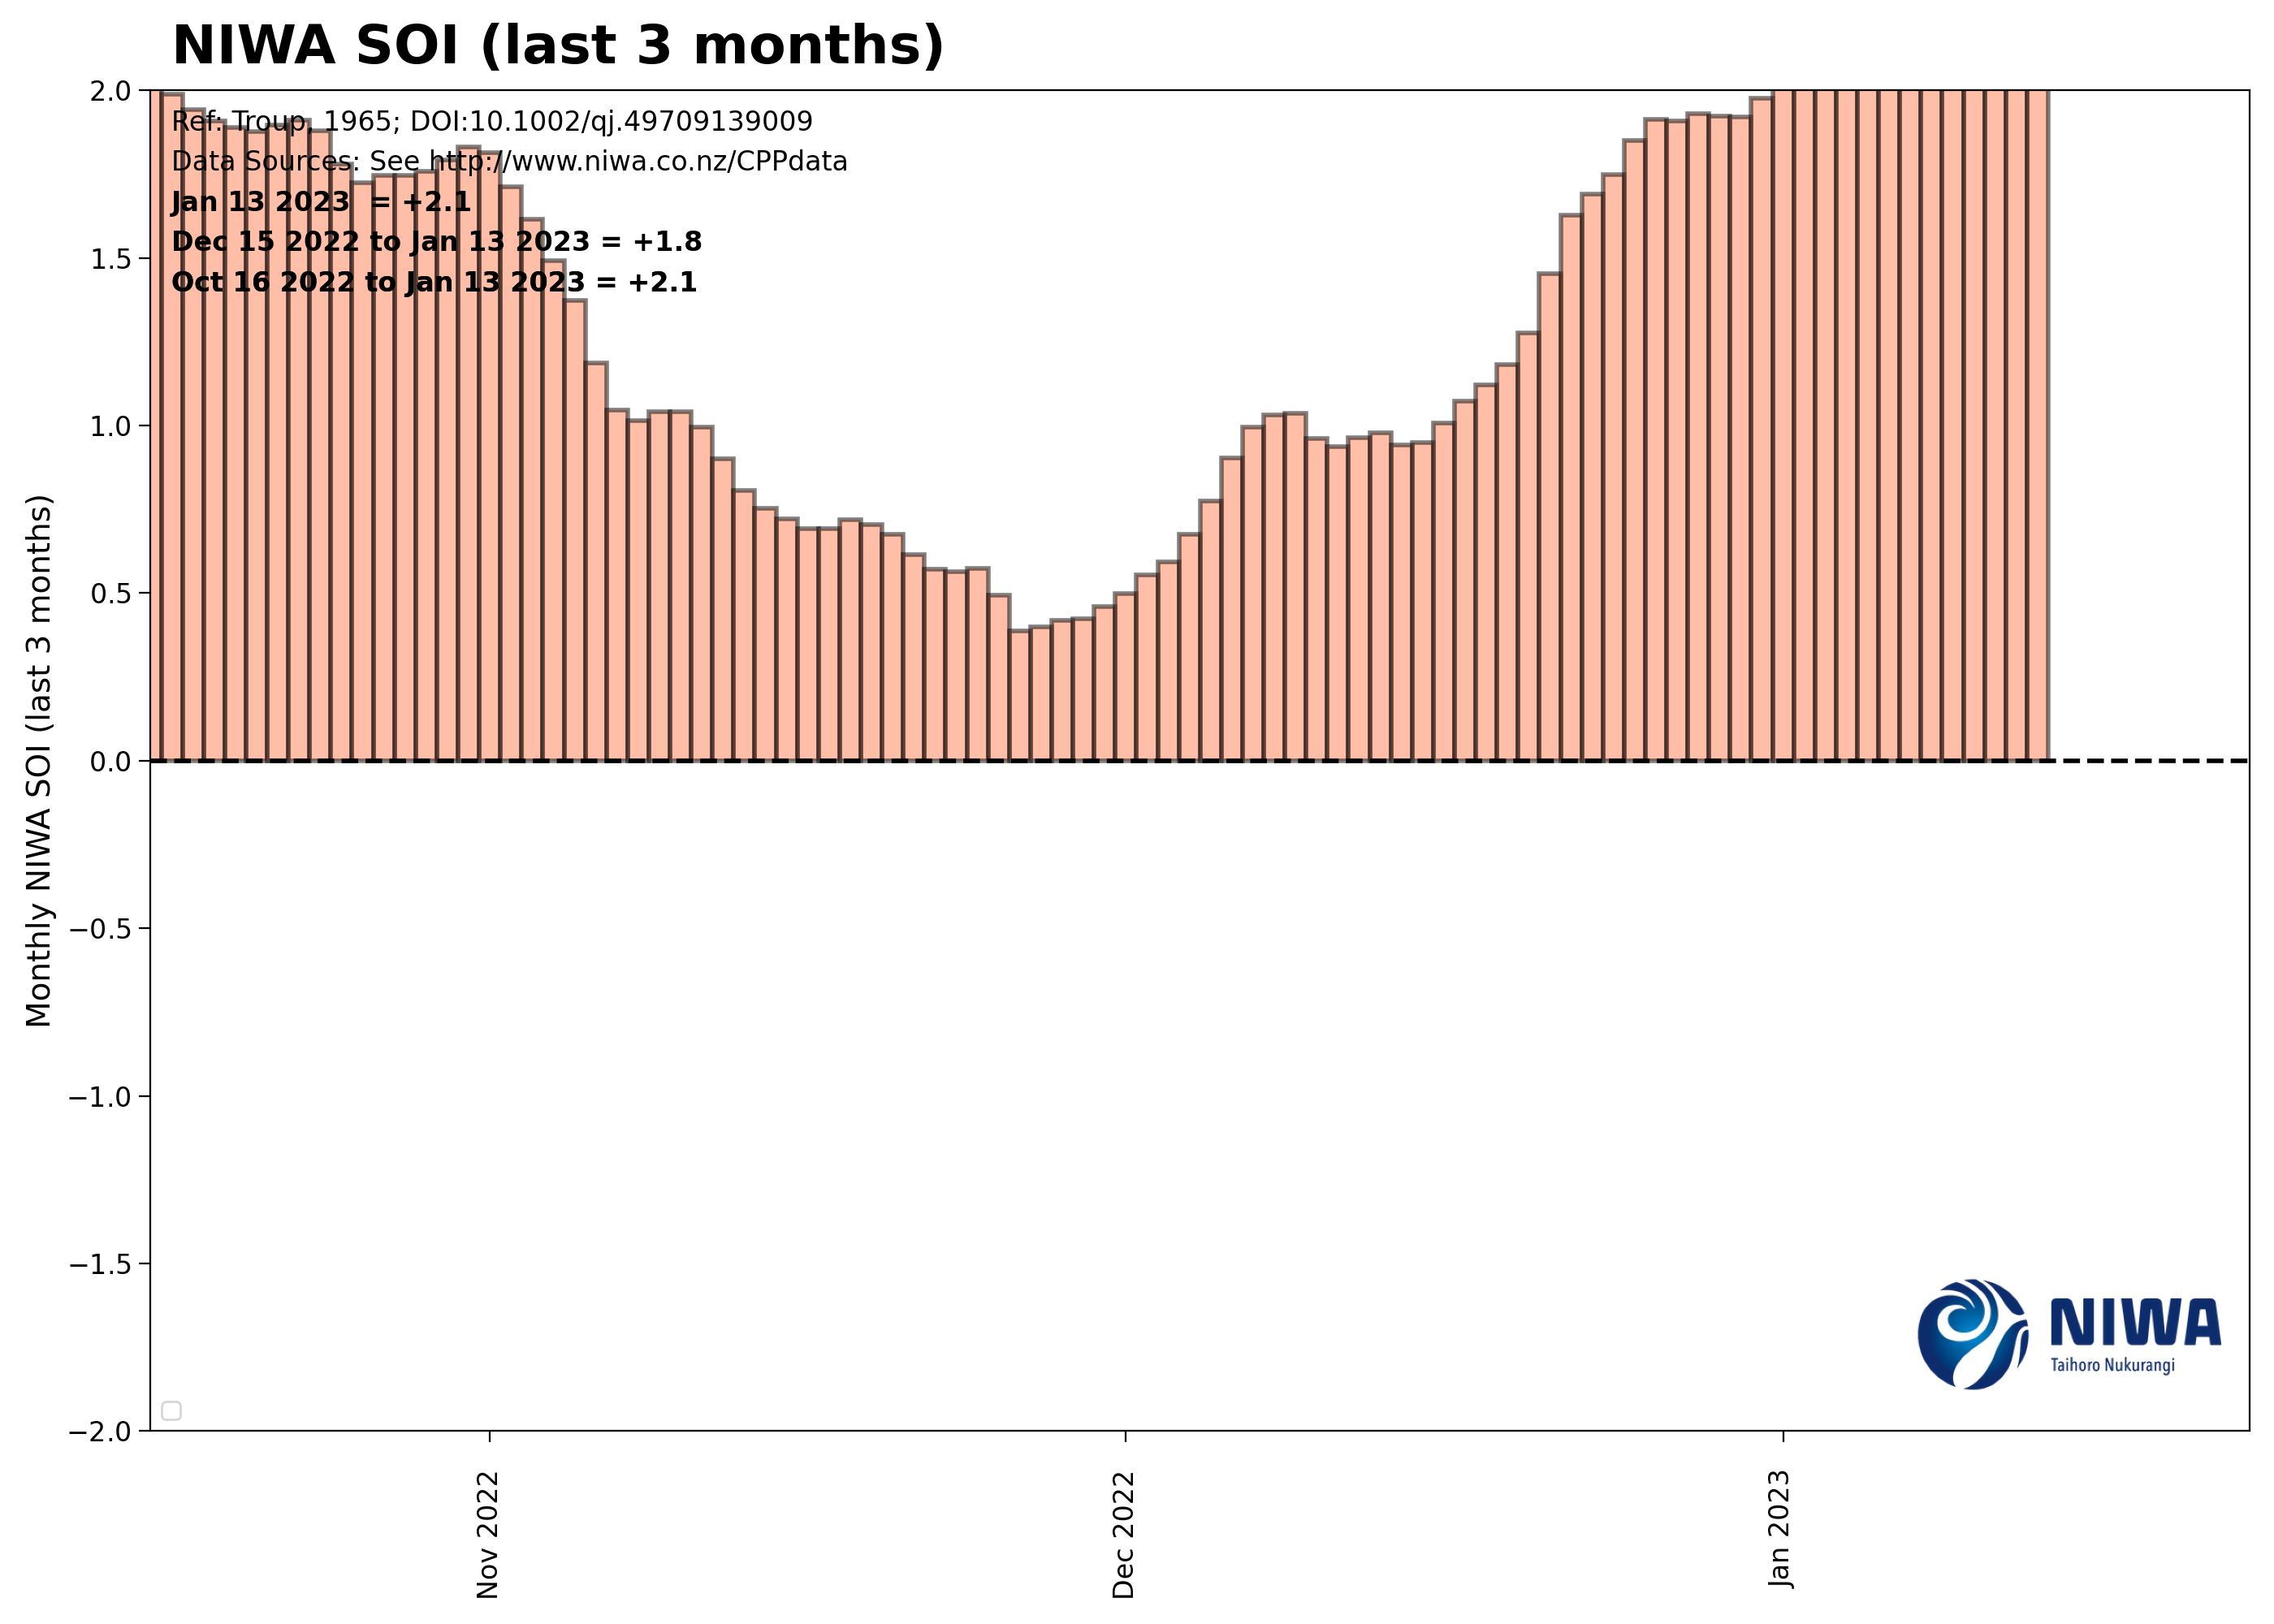 NIWA SOI (last 3 months)
Ref: Troup, 1965; DOI:10.1002/qj.49709139009
Data Sources: See http://www.niwa.co.nz/CPPdata
Jan 13 2023  = +2.1
Dec 15 2022 to Jan 13 2023 = +1.8
Oct 16 2022 to Jan 13 2023 = +2.1
Monthly NIWA SOI (last 3 months)
2.0
1.5
1.0
0.5
0.0
−0.5
−1.0
−1.5
−2.0
NIWA
Taihoro Nukurangi
Nov 2022
Dec 2022
Jan 2023